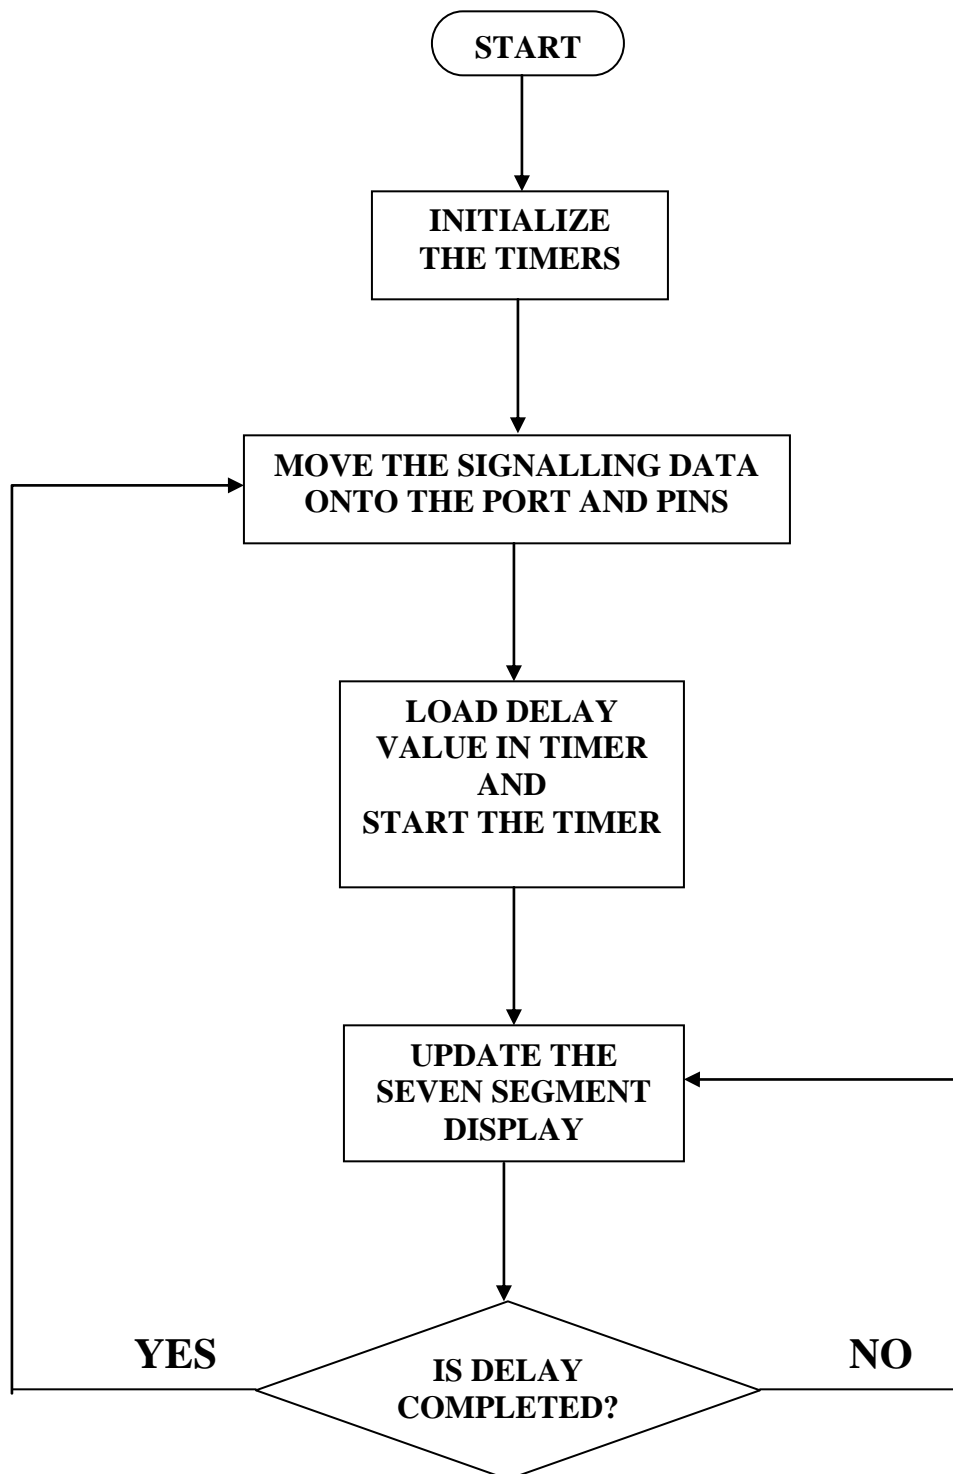 START
INITIALIZE
THE TIMERS
MOVE THE SIGNALLING DATA
ONTO THE PORT AND PINS
LOAD DELAY
VALUE IN TIMER
AND
START THE TIMER
UPDATE THE
SEVEN SEGMENT
DISPLAY
YES
NO
IS DELAY
COMPLETED?